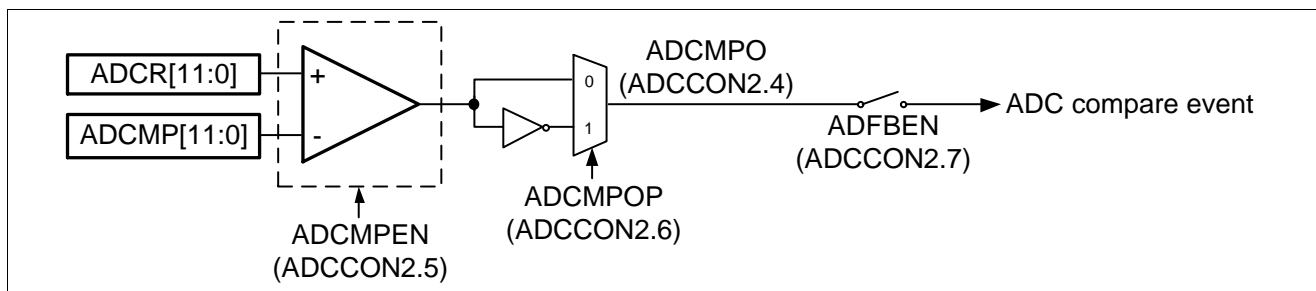 ADCR[11:0]
ADCMP[11:0]
+
-
ADCMPEN
(ADCCON2.5)
0
1
ADCMPOP
(ADCCON2.6)
ADCMPO
(ADCCON2.4)
ADFBEN
(ADCCON2.7)
ADC compare event